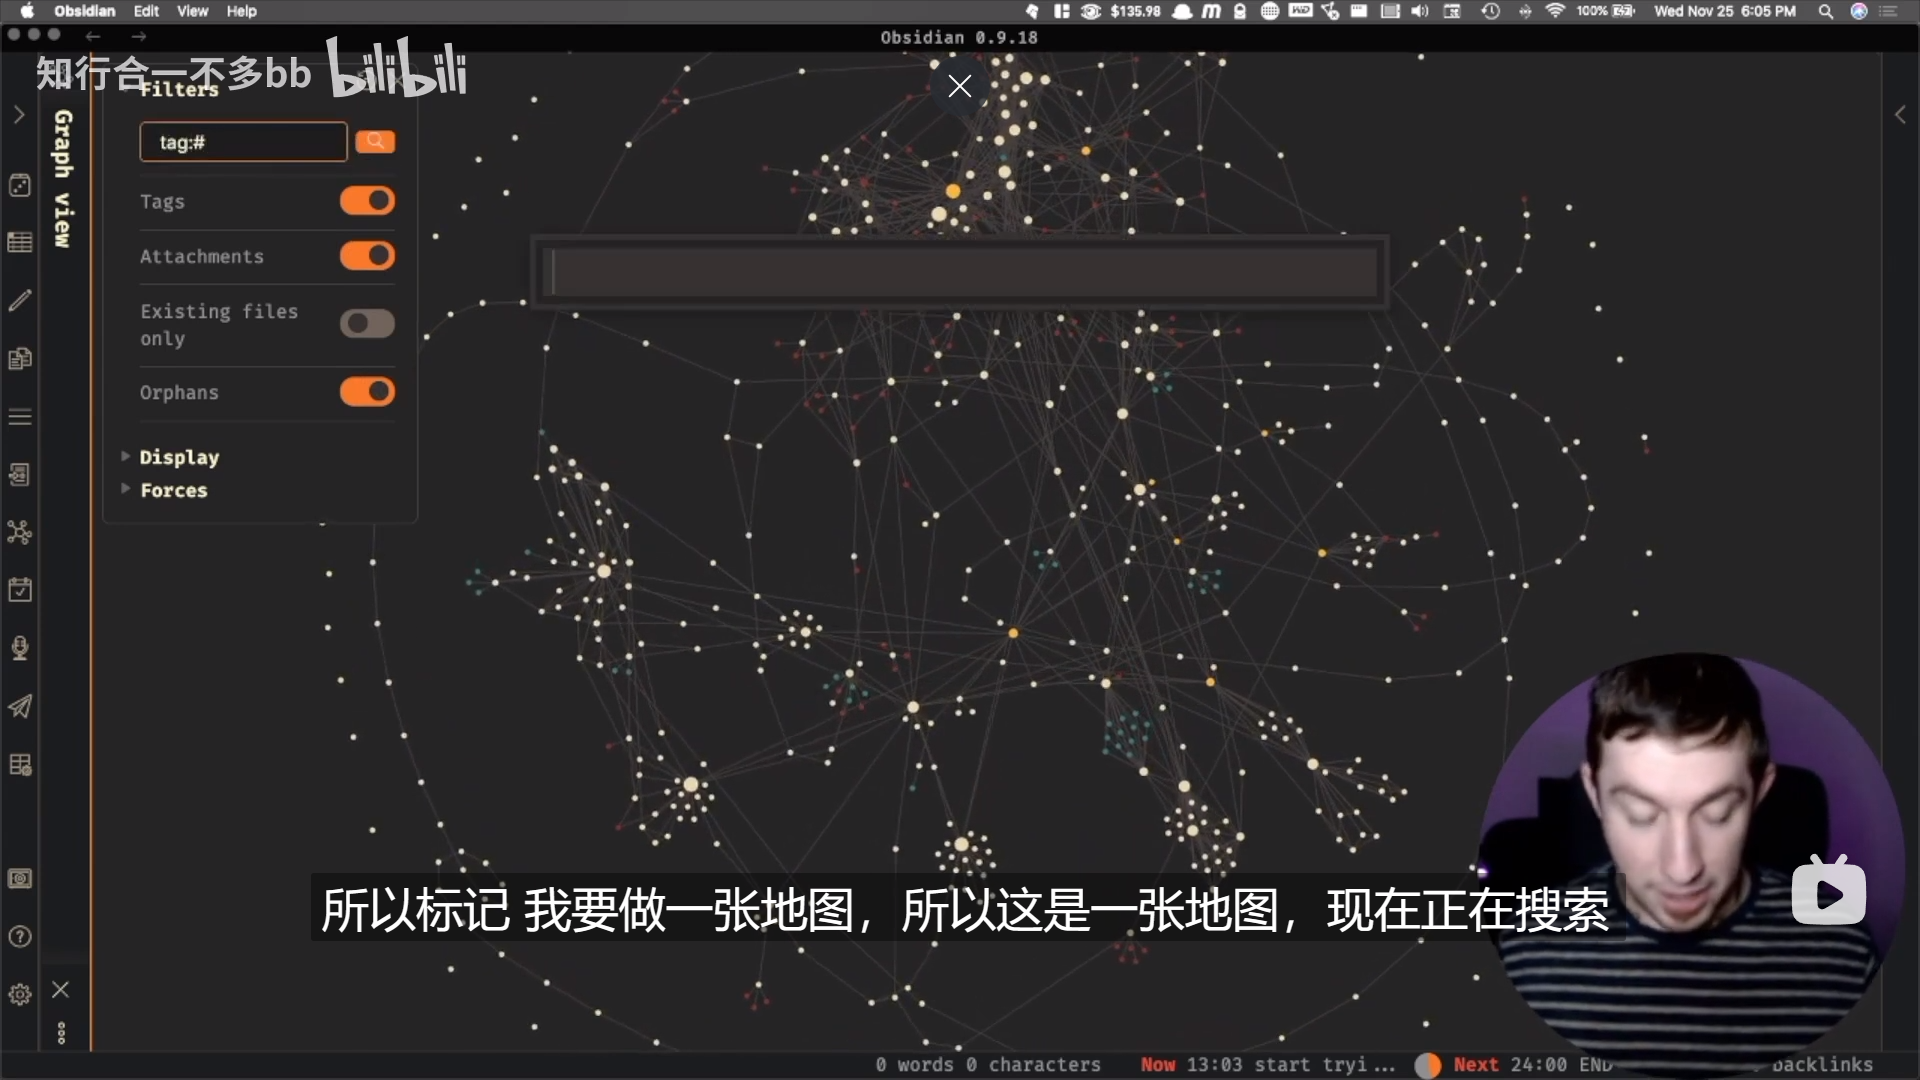 Obsidian Edit View Help
$135.98
100%
Wed Nov 25 6:05 PM
Obsidian 0.9.18
知行合一不多bb bilibili
Filters
Graph view
tag:#
Tags
Attachments
Existing files
only
Orphans
Display
Forces
所以标记 我要做一张地图，所以这是一张地图，现在正在搜索
0 words 0 characters
Now 13:03 start tryi...
Next 24:00 END
backlinks